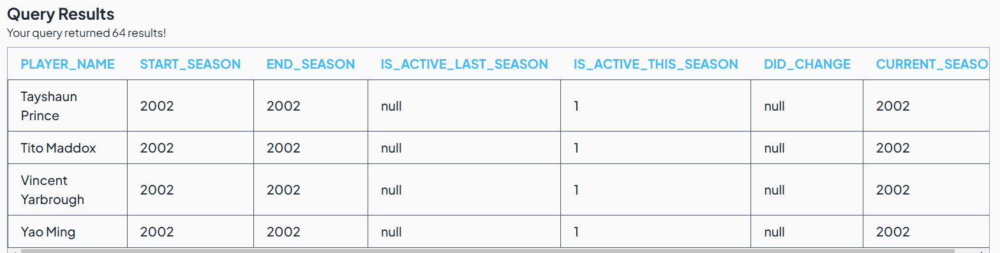 Query Results
Your query returned 64 results!
PLAYER_NAME START_SEASON END_SEASON IS_ACTIVE_LAST_SEASON IS_ACTIVE_THIS_SEASON DID_CHANGE CURRENT_SEASO
Tayshaun
Prince 2002 2002 null 1 null 2002
Tito Maddox 2002 2002 null 1 null 2002
Vincent
Yarbrough 2002 2002 null 1 null 2002
Yao Ming 2002 2002 null 1 null 2002